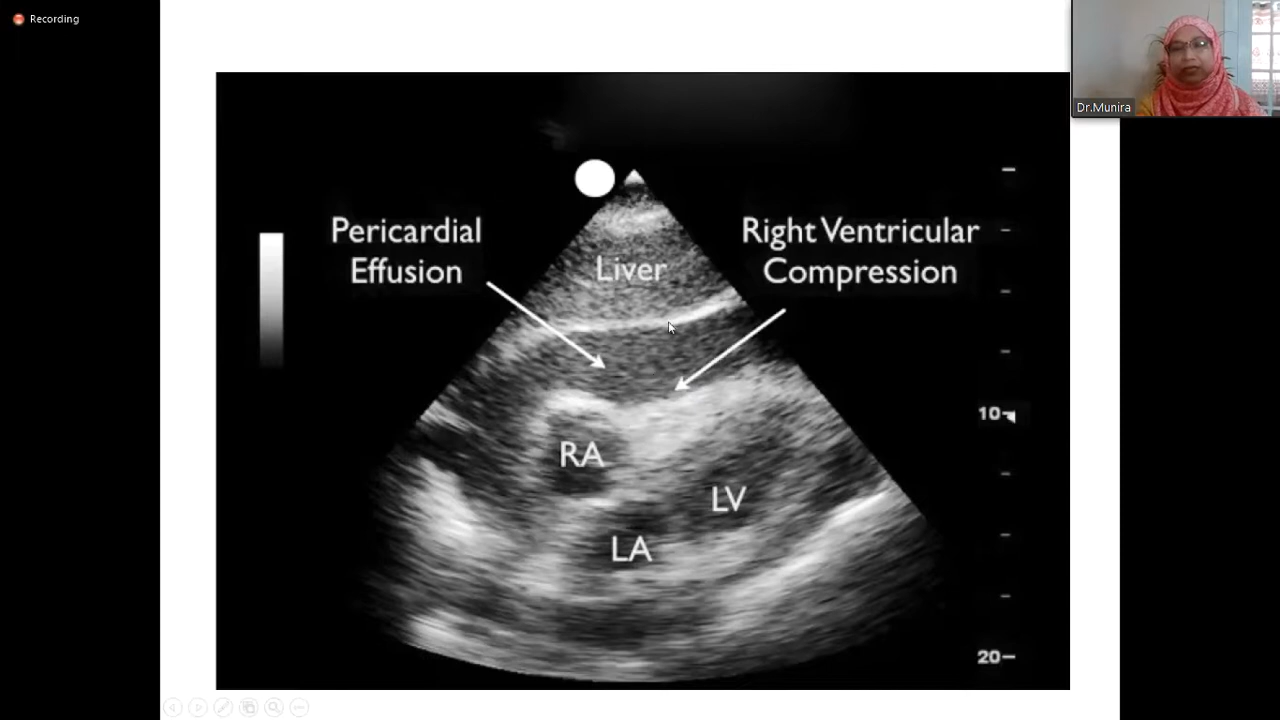 Recording
Dr.Munira
Pericardial
Effusion
Right Ventricular
Compression
Liver
10
RA
LV
LA
20